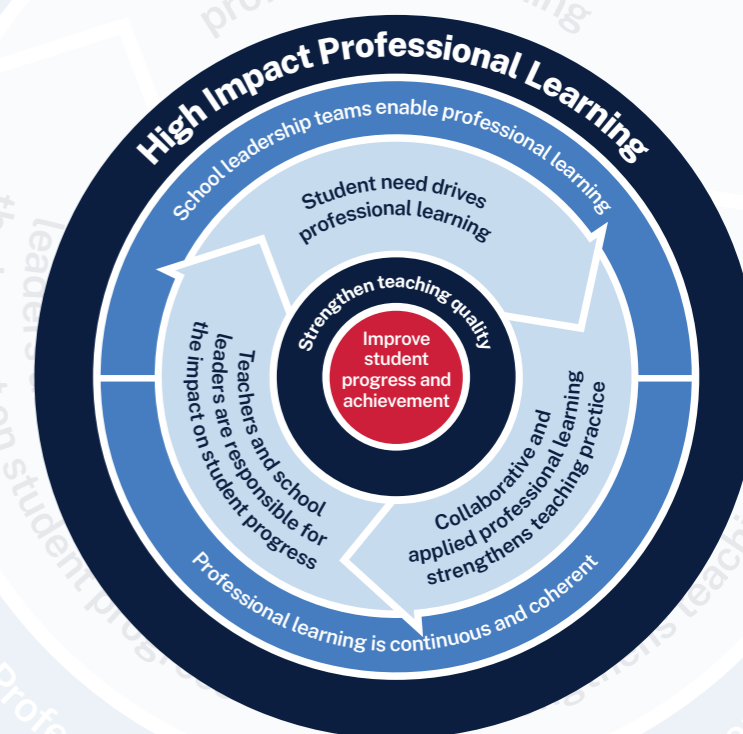 High Impact Professional Learning
School leadership teams enable professional learning
Student need drives
professional learning
Strengthen teaching quality
Improve
student
progress and
achievement
Collaborative and
applied professional learning
strengthens teaching practice
Teachers and school
leaders are responsible for
the impact on student progress
Professional learning is continuous and coherent